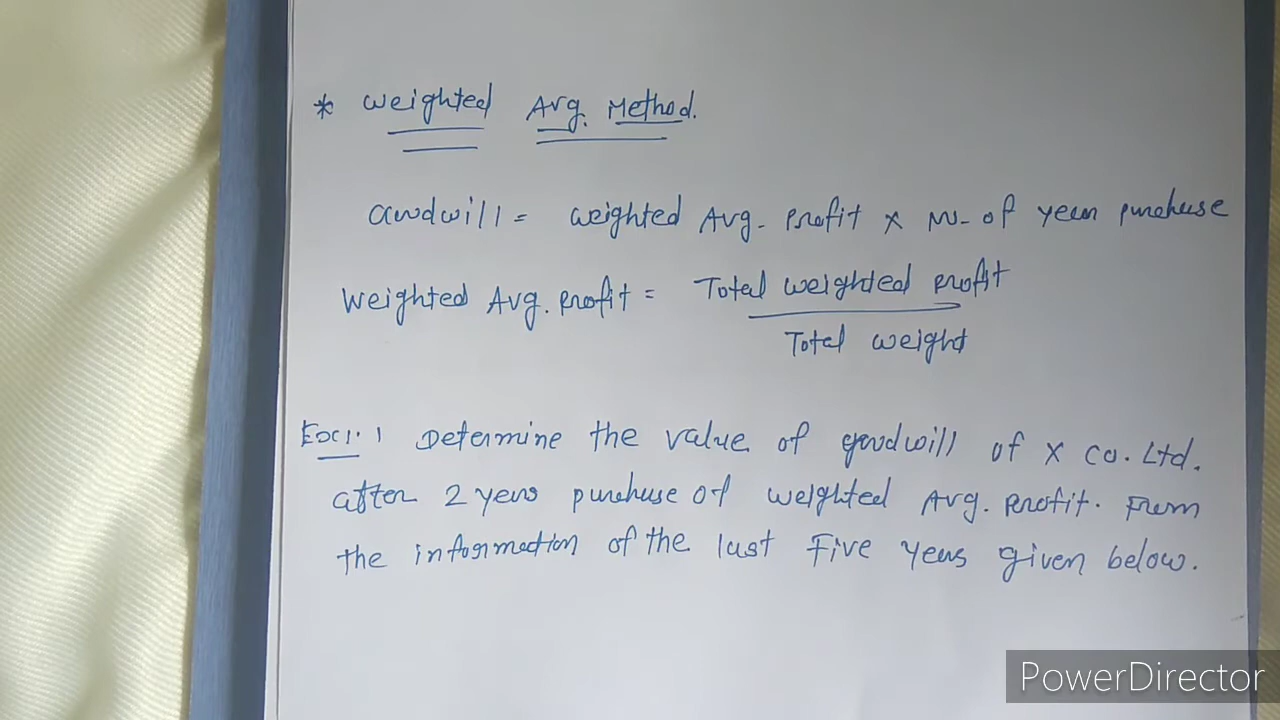 * Weighted Avg. Method.
Goodwill = weighted Avg. Profit × No. of year purchase
Weighted Avg. Profit = Total weighted profit
Total weight
Ex:1 Determine the value of goodwill of X Co. Ltd.
after 2 years purchase of weighted Avg. Profit. From
the information of the last Five years given below.
PowerDirector